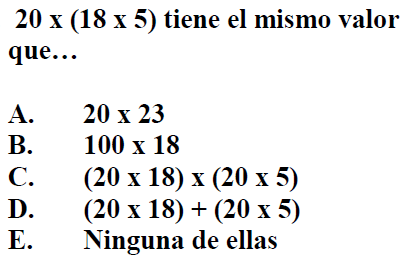 20 x (18 x 5) tiene el mismo valor
que…
A. 20 x 23
B. 100 x 18
C. (20 x 18) x (20 x 5)
D. (20 x 18) + (20 x 5)
E. Ninguna de ellas